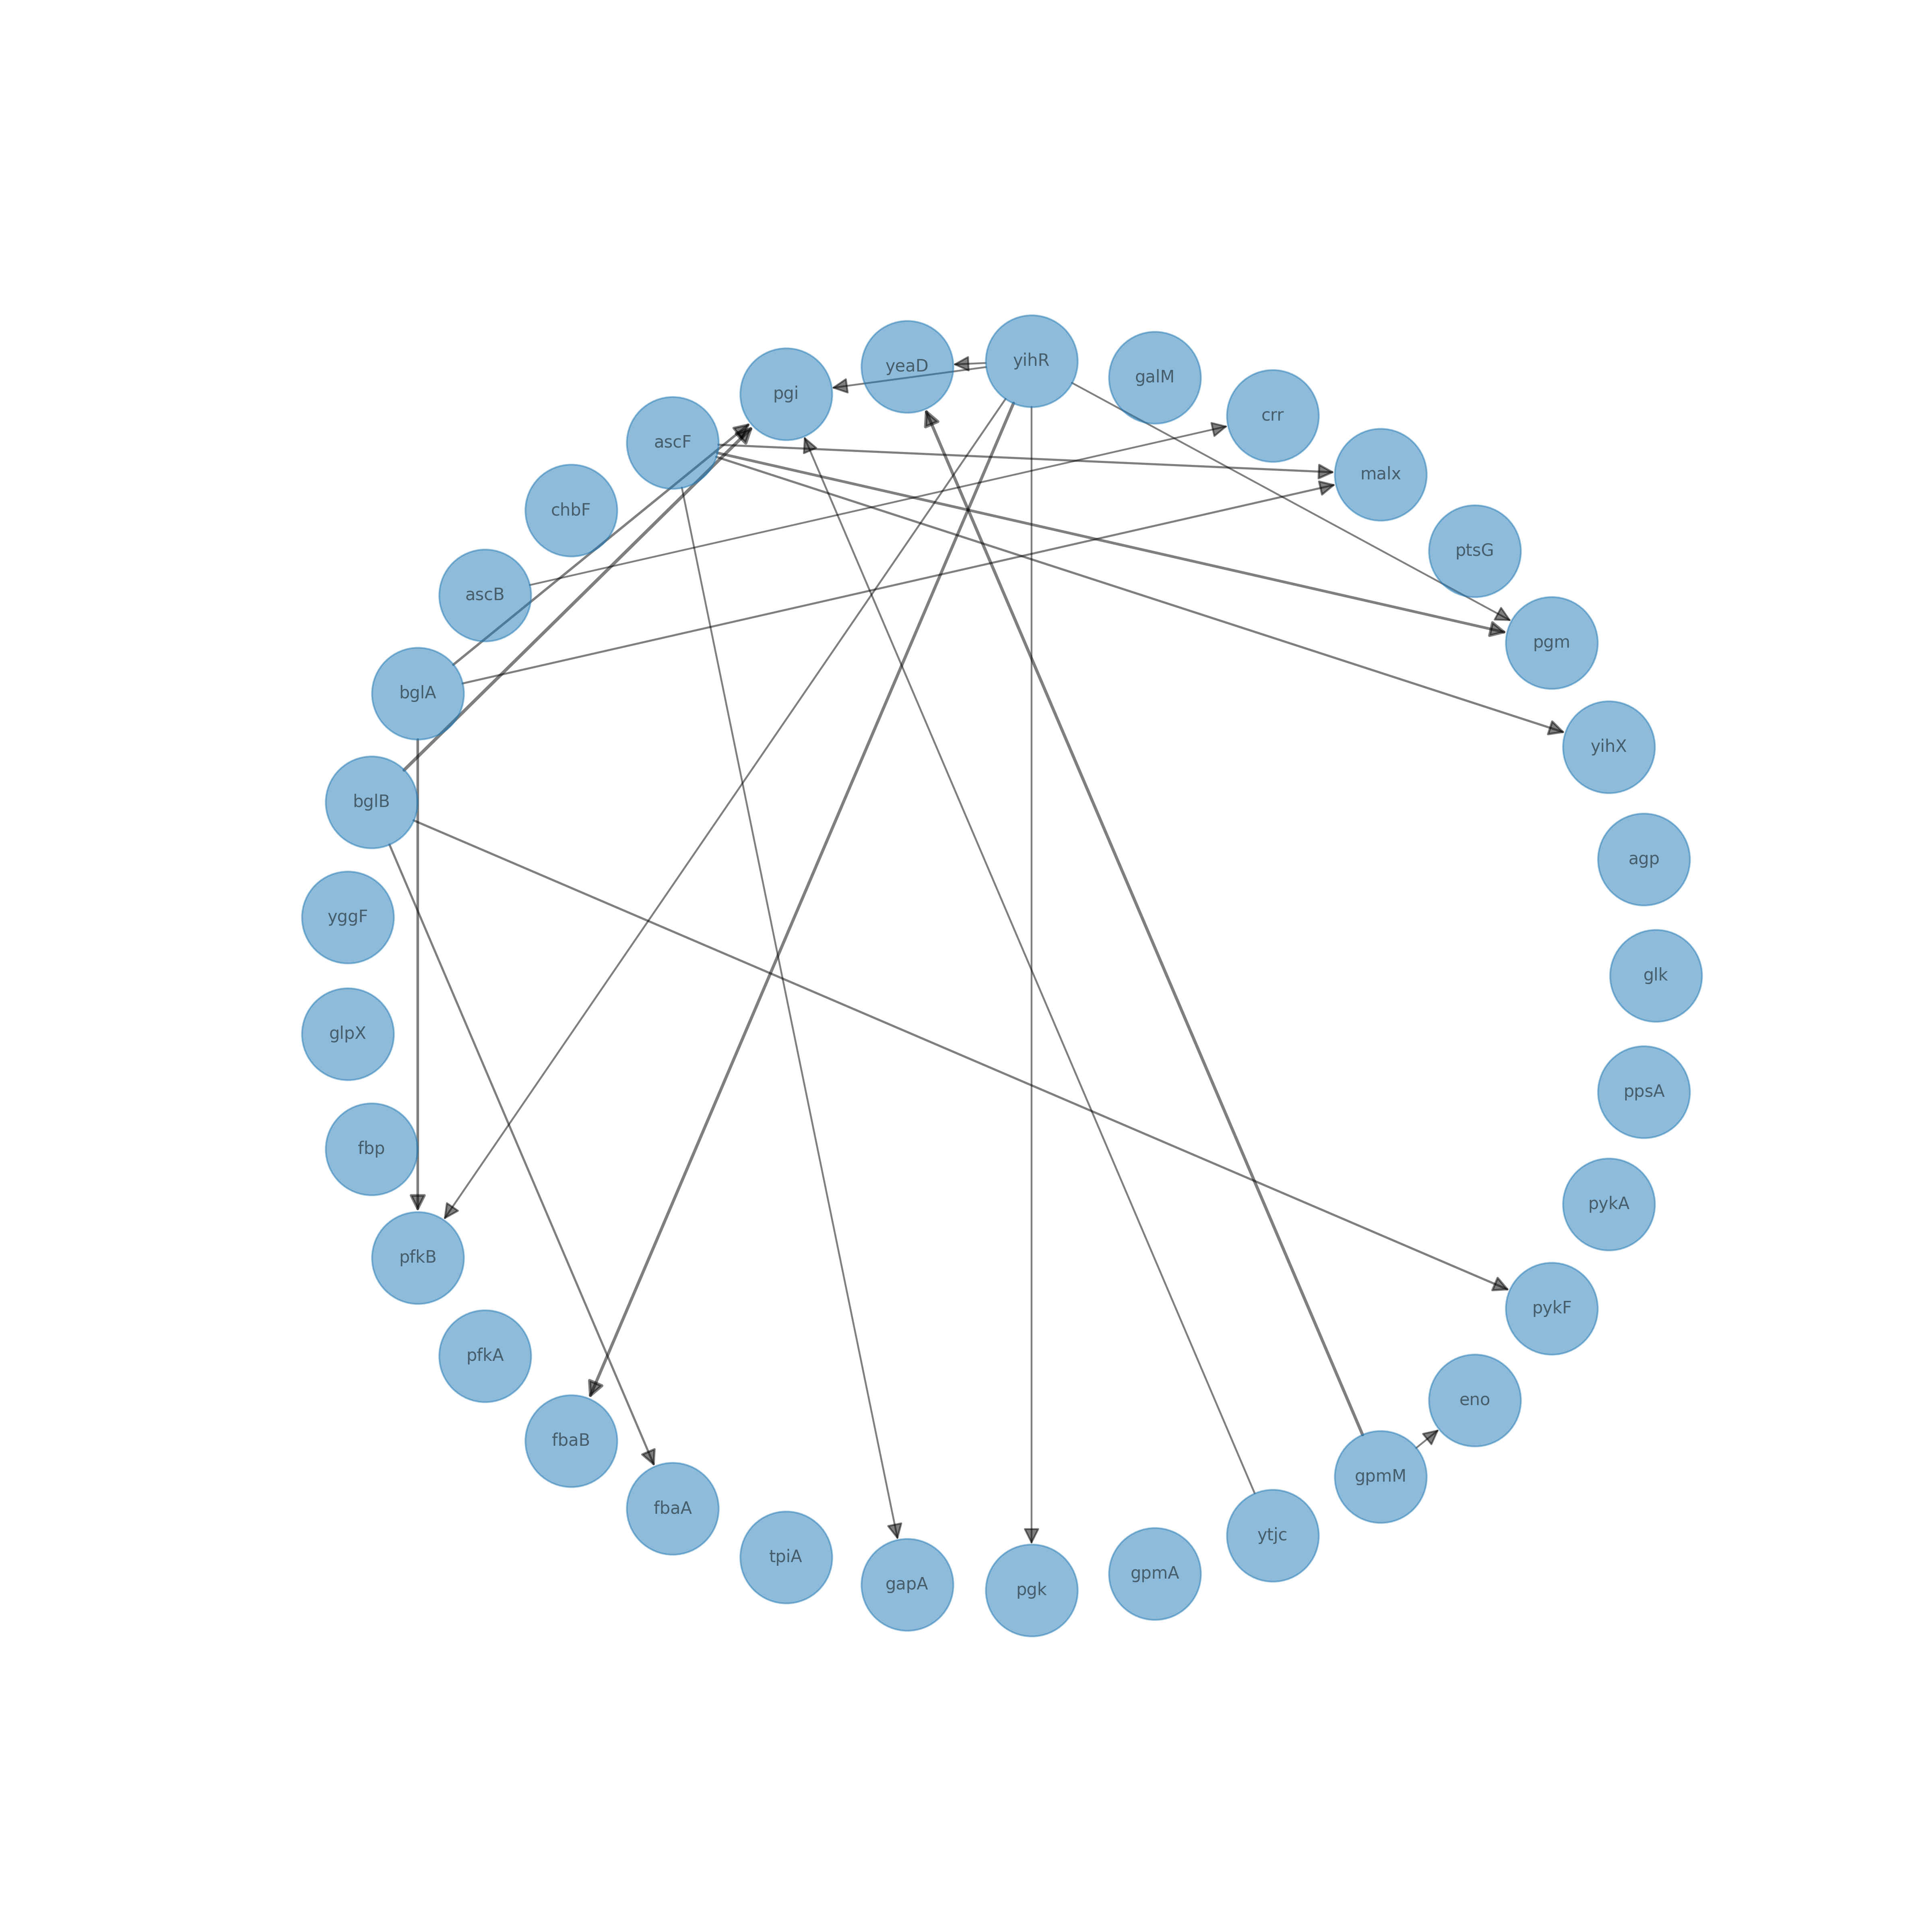 yihR
yeaD
galM
pgi
crr
ascF
malx
chbF
ptsG
ascB
pgm
bglA
yihX
bglB
agp
yggF
glk
glpX
ppsA
fbp
pykA
pfkB
pykF
pfkA
eno
fbaB
gpmM
fbaA
ytjc
tpiA
gpmA
gapA
pgk